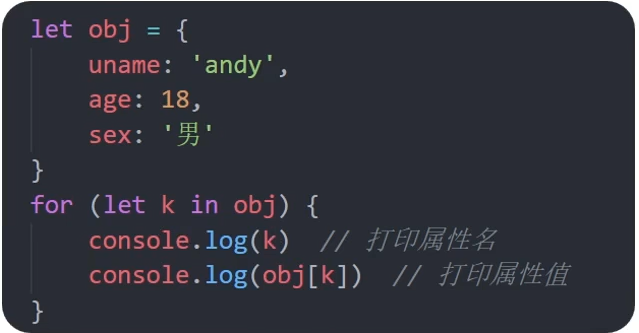 let obj = {
    uname: 'andy',
    age: 18,
    sex: '男'
}
for (let k in obj) {
    console.log(k)  // 打印属性名
    console.log(obj[k])  // 打印属性值
}